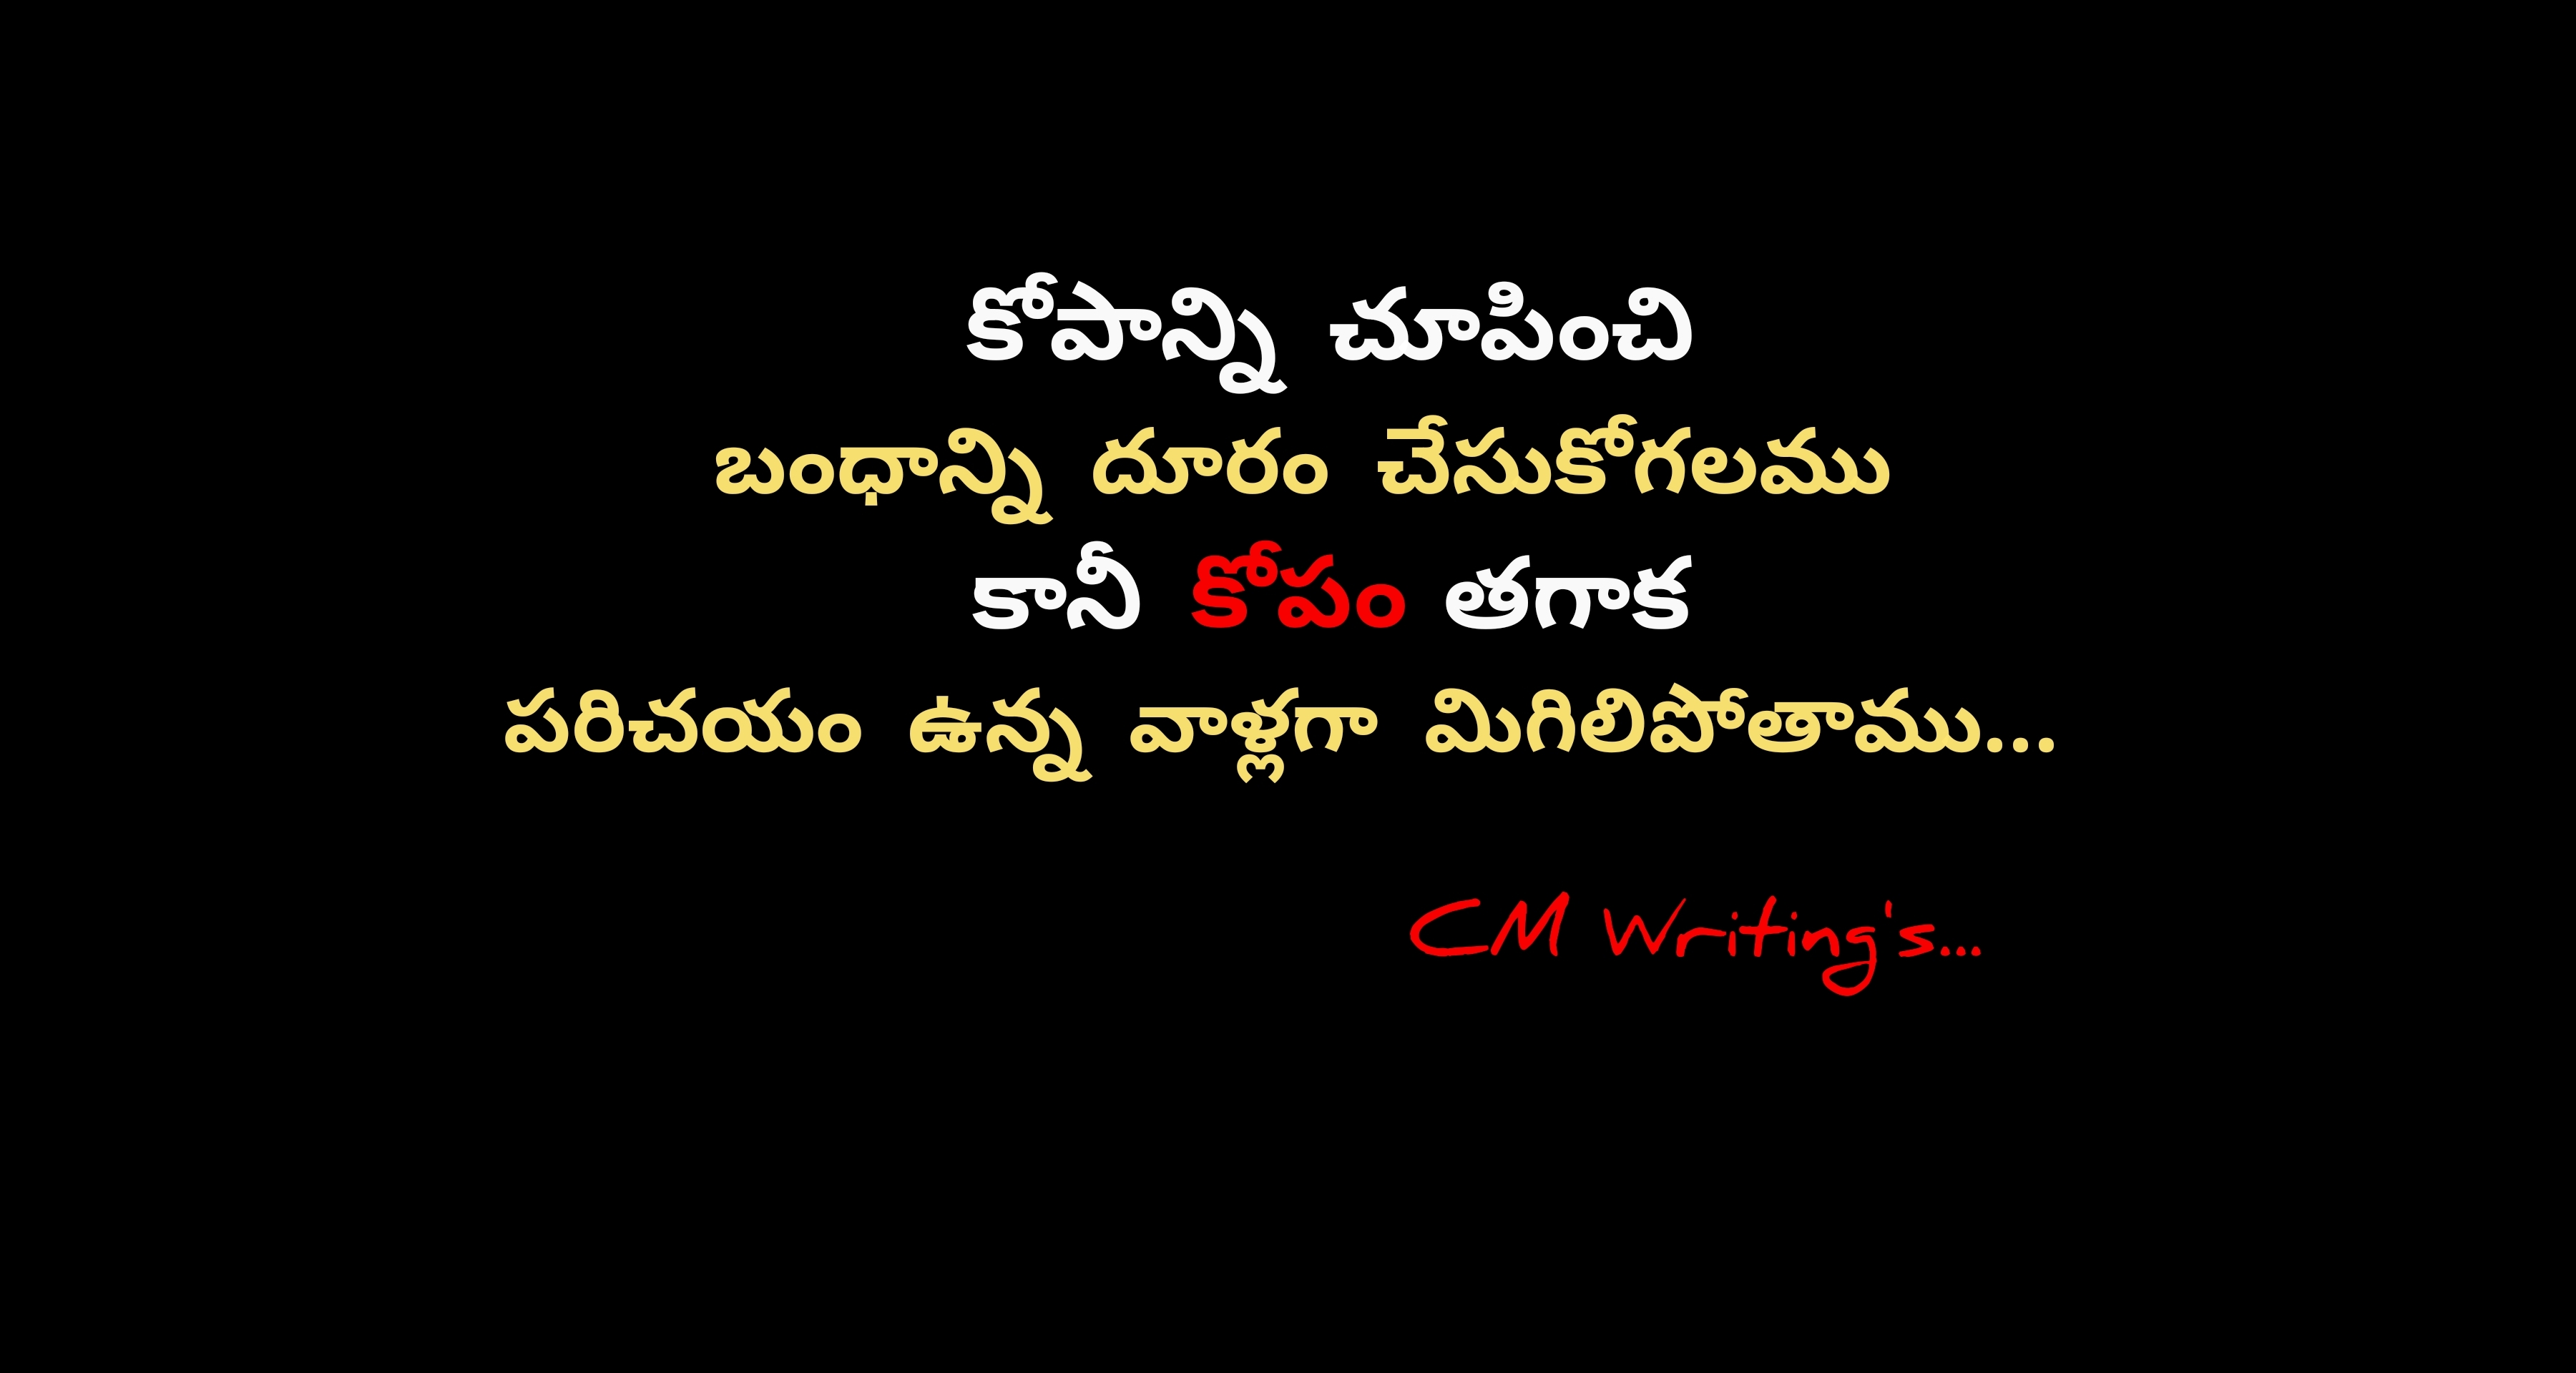 కోపాన్ని చూపించి
బంధాన్ని దూరం చేసుకోగలము
కానీ కోపం తగాక
పరిచయం ఉన్న వాళ్లగా మిగిలిపోతాము...
CM Writing's...